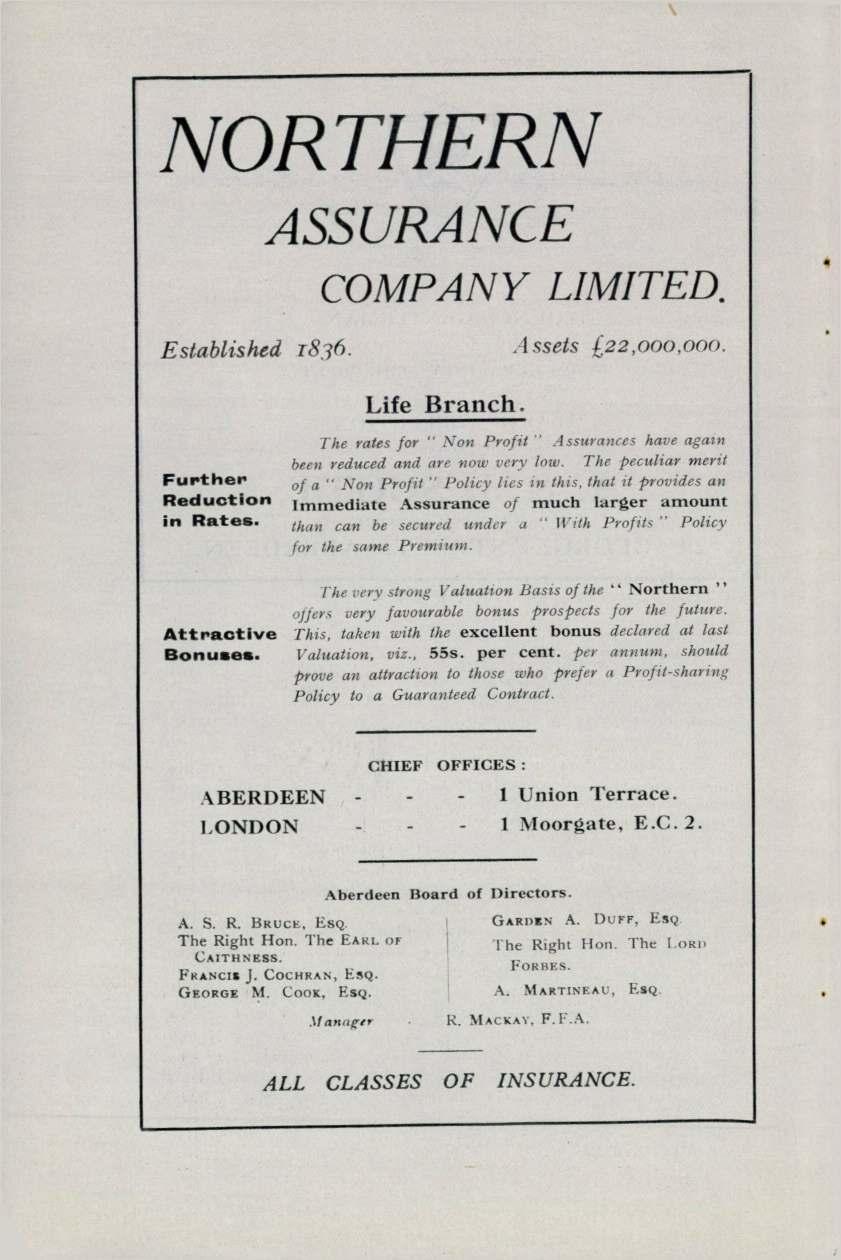 NORTHERN
ASSURANCE
COMPANY LIMITED.
Established 1836. Assets £22,000,000.
Life Branch.
Further
Reduction
in Rates.
The rates for " Non Profit " Assurances have again
been reduced and are now very low. The peculiar merit
of a " Non Profit " Policy lies in this, that it provides an
Immediate Assurance of much larger amount
than can be secured under a " With Profits " Policy
for the same Premium.
Attractive
Bonuses.
The very strong Valuation Basis of the " Northern "
offers very favourable bonus prospects for the future.
This, taken with the excellent bonus declared at last
Valuation, viz., 55s. per cent. per annum, should
prove an attraction to those who prefer a Profit-sharing
Policy to a Guaranteed Contract.
CHIEF OFFICES :
ABERDEEN - - - 1 Union Terrace.
LONDON - - - 1 Moorgate, E.C. 2.
Aberdeen Board of Directors.
A. S. R. BRUCE, ESQ.
The Right Hon. The EARL OF
CAITHNESS.
FRANCIS J. COCHRAN, ESQ.
GEORGE M. COOK, ESQ.
GARDEN A. DUFF, ESQ.
The Right Hon. The LORD
FORBES.
A. MARTINEAU, ESQ.
Manager - R. MACKAY, F.F.A.
ALL CLASSES OF INSURANCE.